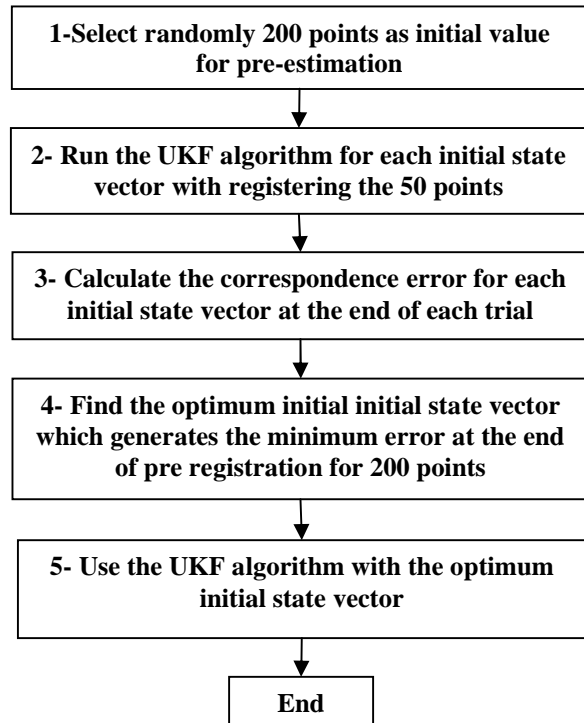 1-Select randomly 200 points as initial value
for pre-estimation
2- Run the UKF algorithm for each initial state
vector with registering the 50 points
3- Calculate the correspondence error for each
initial state vector at the end of each trial
4- Find the optimum initial initial state vector
which generates the minimum error at the end
of pre registration for 200 points
5- Use the UKF algorithm with the optimum
initial state vector
End